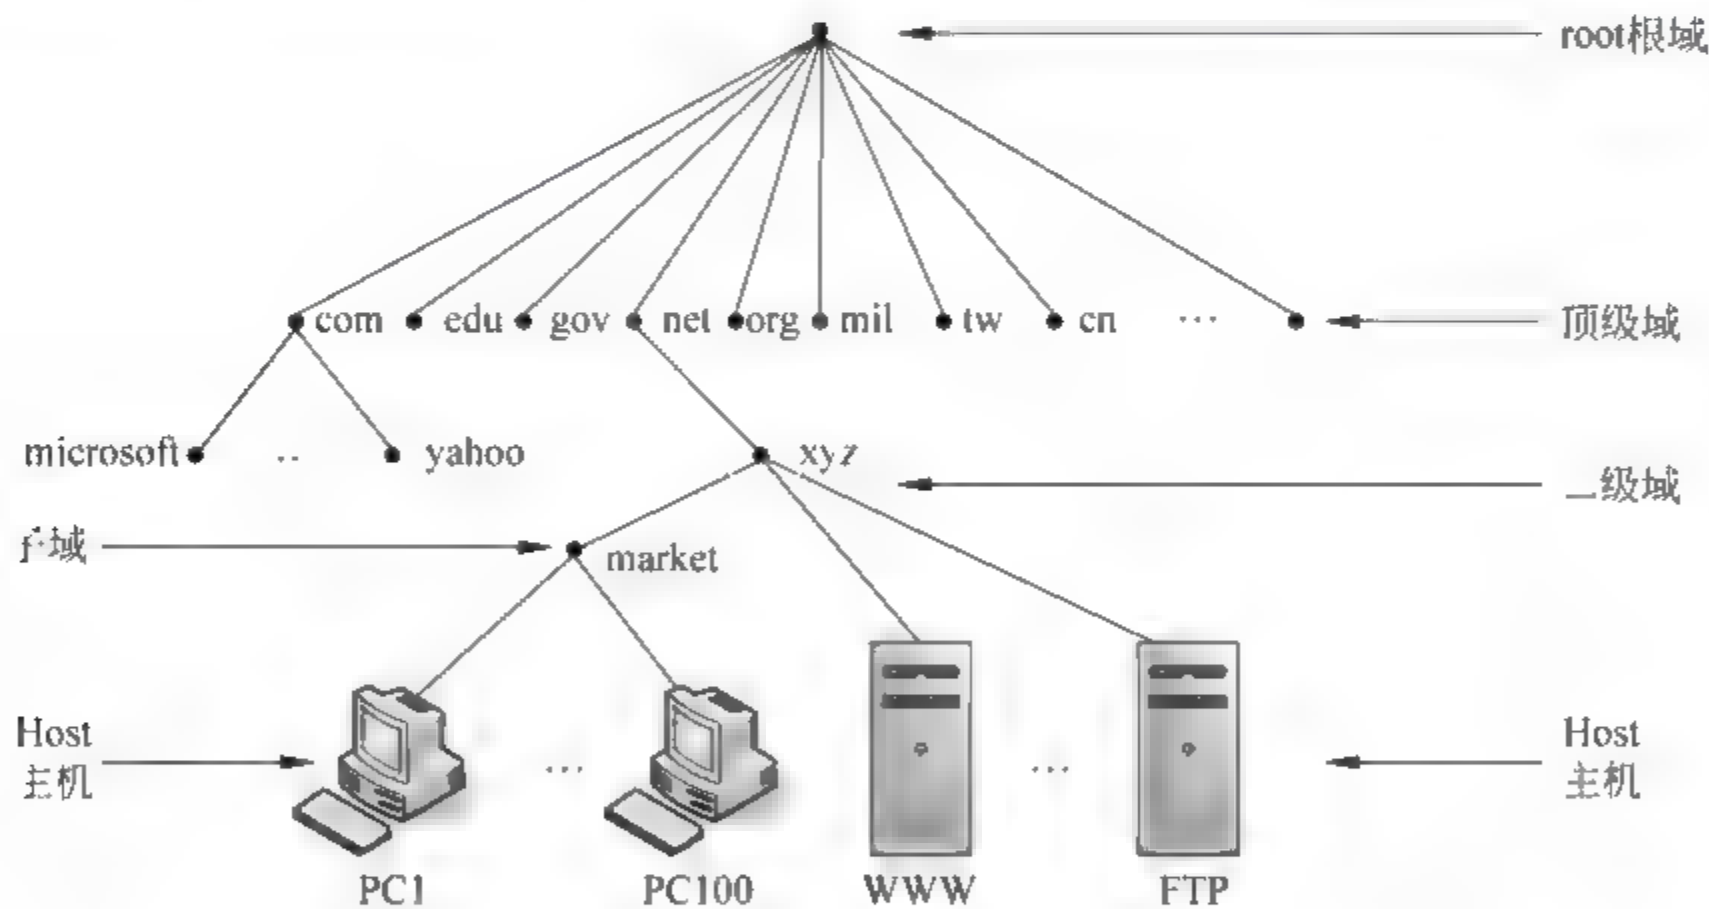 root根域
com edu gov net org mil tw cn ... 顶级域
microsoft .. yahoo xyz
二级域
子域
market
Host
主机
...
...
Host
主机
PC1 PC100 WWW FTP